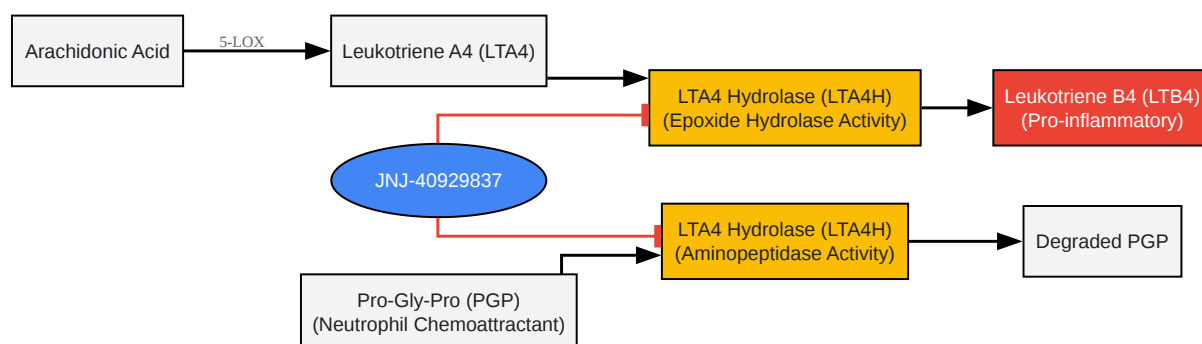 Arachidonic Acid
5-LOX
Leukotriene A4 (LTA4)
LTA4 Hydrolase (LTA4H)
(Epoxide Hydrolase Activity)
Leukotriene B4 (LTB4)
(Pro-inflammatory)
JNJ-40929837
LTA4 Hydrolase (LTA4H)
(Aminopeptidase Activity)
Degraded PGP
Pro-Gly-Pro (PGP)
(Neutrophil Chemoattractant)